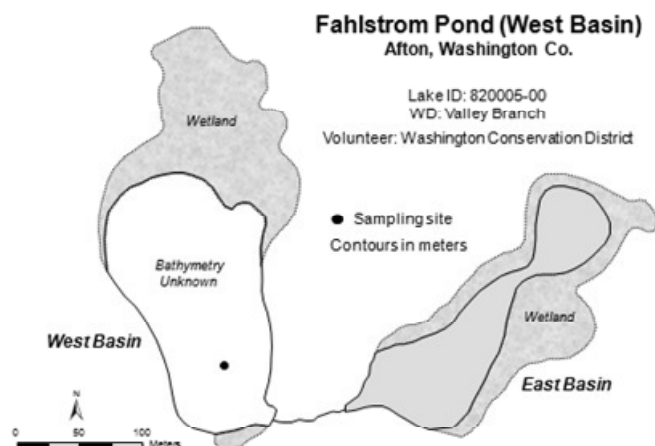 Fahlstrom Pond (West Basin)
Afton, Washington Co.
Lake ID: 820005-00
WD: Valley Branch
Volunteer: Washington Conservation District
Wetland
Sampling site
Contours in meters
Bathymetry
Unknown
West Basin
Wetland
East Basin
N
0 50 100
Meters